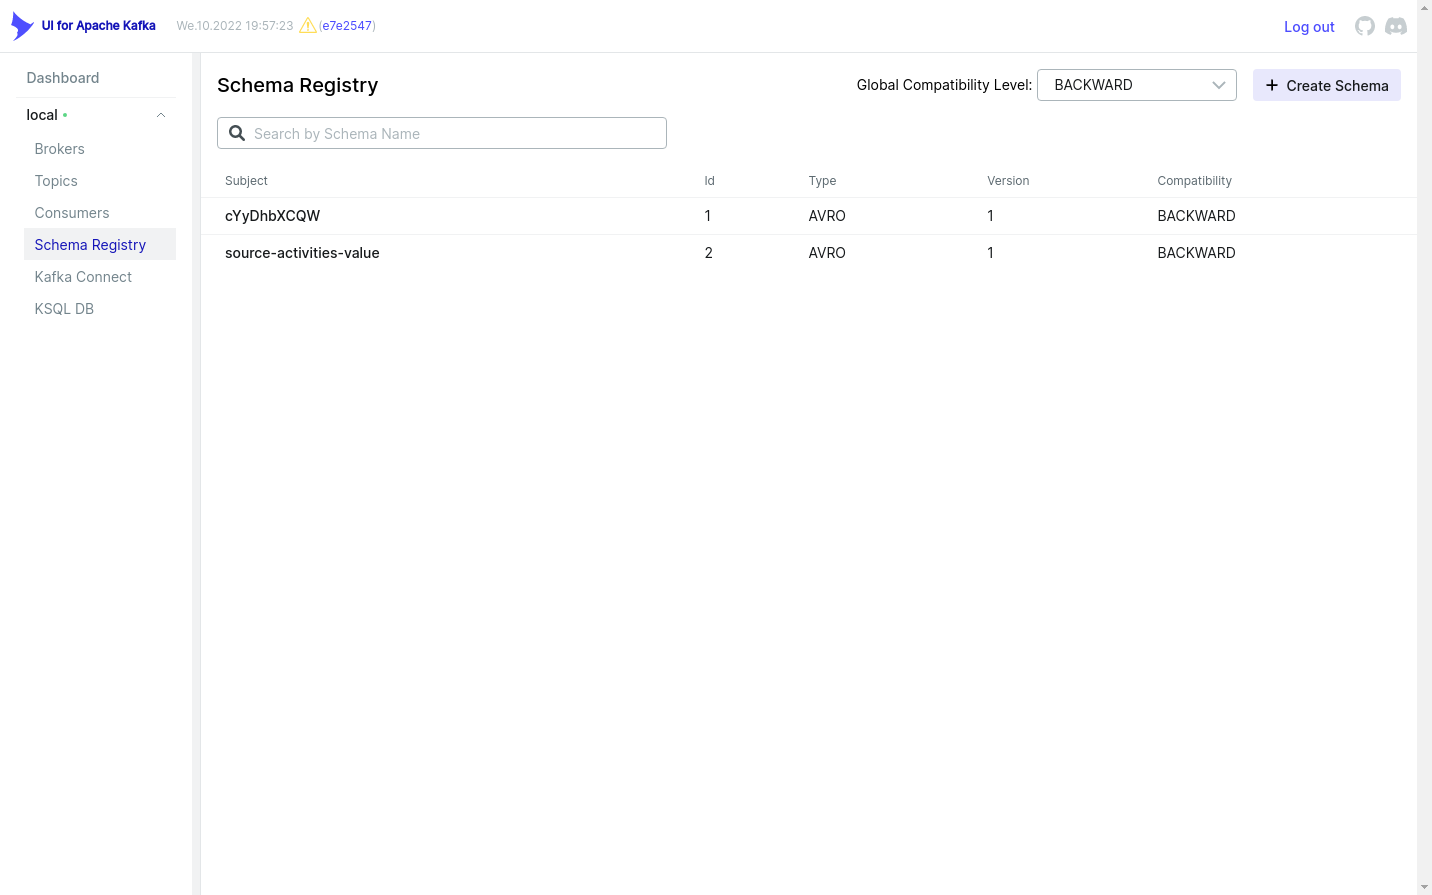 UI for Apache Kafka We.10.2022 19:57:23 (e7e2547) Log out
Dashboard
local
Brokers
Topics
Consumers
Schema Registry
Kafka Connect
KSQL DB
Schema Registry Global Compatibility Level: BACKWARD Create Schema
Search by Schema Name
Subject Id Type Version Compatibility
cYyDhbXCQW 1 AVRO 1 BACKWARD
source-activities-value 2 AVRO 1 BACKWARD